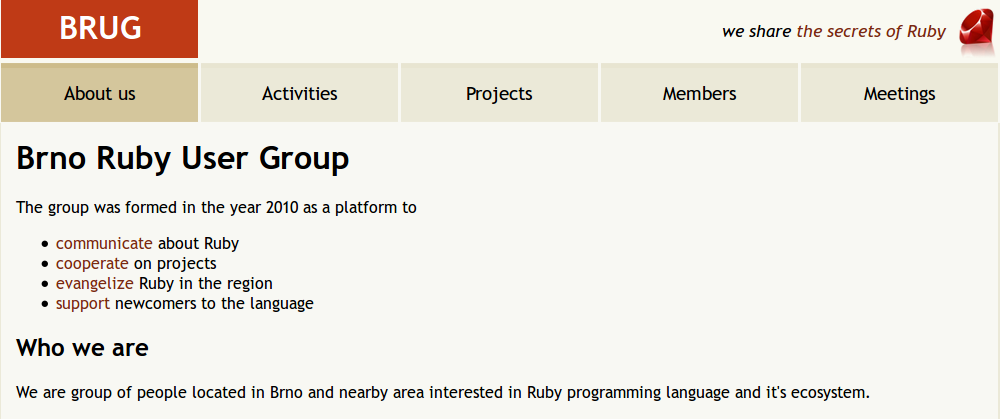 BRUG
we share the secrets of Ruby
About us
Activities
Projects
Members
Meetings
Brno Ruby User Group
The group was formed in the year 2010 as a platform to
communicate about Ruby
cooperate on projects
evangelize Ruby in the region
support newcomers to the language
Who we are
We are group of people located in Brno and nearby area interested in Ruby programming language and it's ecosystem.